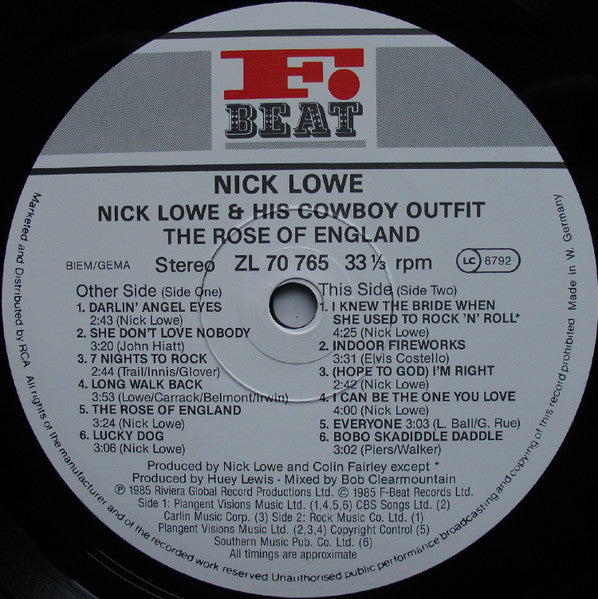 F.
BEAT
NICK LOWE
NICK LOWE & HIS COWBOY OUTFIT
THE ROSE OF ENGLAND
BIEM/GEMA Stereo ZL 70 765 33 ⅓ rpm LC 6792
Other Side (Side One)
1. DARLIN' ANGEL EYES
2:43 (Nick Lowe)
2. SHE DON'T LOVE NOBODY
3:20 (John Hiatt)
3. 7 NIGHTS TO ROCK
2:44 (Trail/Innis/Glover)
4. LONG WALK BACK
3:53 (Lowe/Carrack/Belmont/Irwin)
5. THE ROSE OF ENGLAND
3:24 (Nick Lowe)
6. LUCKY DOG
3:06 (Nick Lowe)
This Side (Side Two)
1. I KNEW THE BRIDE WHEN
SHE USED TO ROCK 'N' ROLL*
4:25 (Nick Lowe)
2. INDOOR FIREWORKS
3:31 (Elvis Costello)
3. (HOPE TO GOD) I'M RIGHT
2:42 (Nick Lowe)
4. I CAN BE THE ONE YOU LOVE
4:00 (Nick Lowe)
5. EVERYONE 3:03 (L. Ball/G. Rue)
6. BOBO SKADIDDLE DADDLE
3:02 (Piers/Walker)
Produced by Nick Lowe and Colin Fairley except *
Produced by Huey Lewis - Mixed by Bob Clearmountain
℗ 1985 Riviera Global Record Productions Ltd. © 1985 F-Beat Records Ltd.
Side 1: Plangent Visions Music Ltd. (1,4,5,6) CBS Songs Ltd. (2)
Carlin Music Corp. (3) Side 2: Rock Music Co. Ltd. (1)
Plangent Visions Music Ltd. (2,3,4) Copyright Control (5)
Southern Music Pub. Co. Ltd. (6)
All timings are approximate
Marketed and Distributed by RCA
All rights of the manufacturer and of the owner of the recorded work reserved Unauthorised public performance broadcasting and copying of this record prohibited
Made in W. Germany